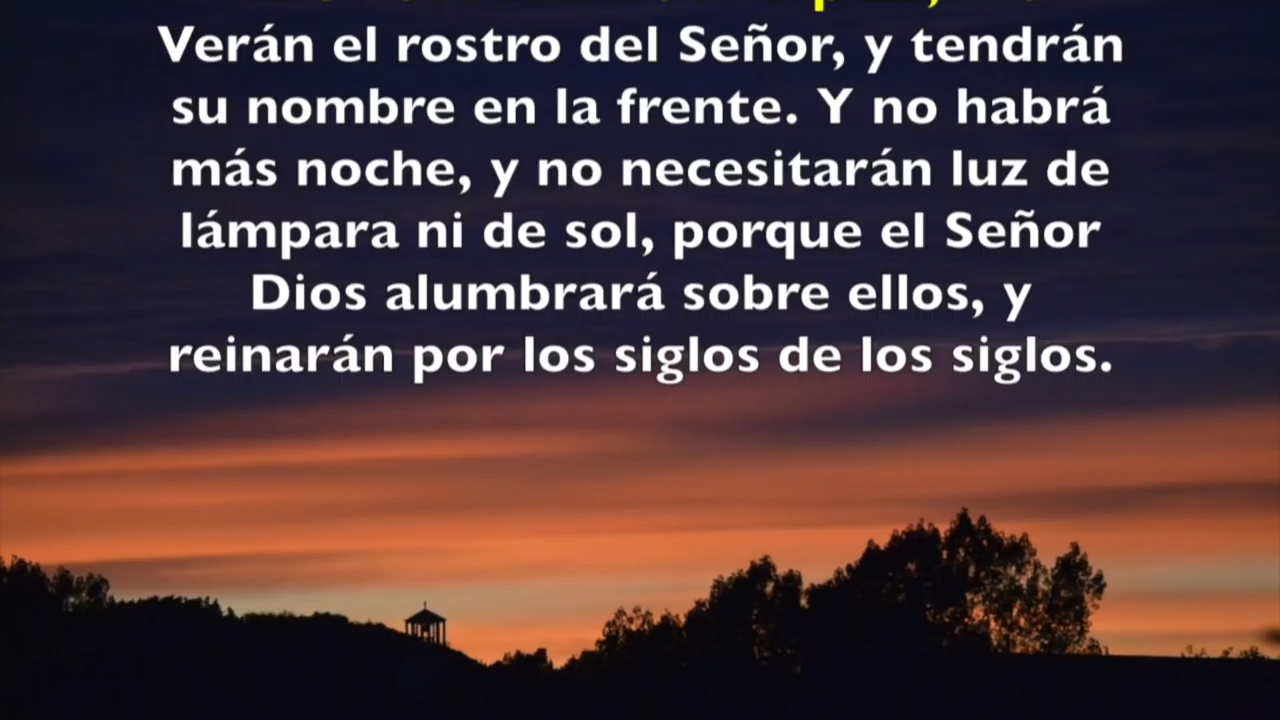 Verán el rostro del Señor, y tendrán
su nombre en la frente. Y no habrá
más noche, y no necesitarán luz de
lámpara ni de sol, porque el Señor
Dios alumbrará sobre ellos, y
reinarán por los siglos de los siglos.